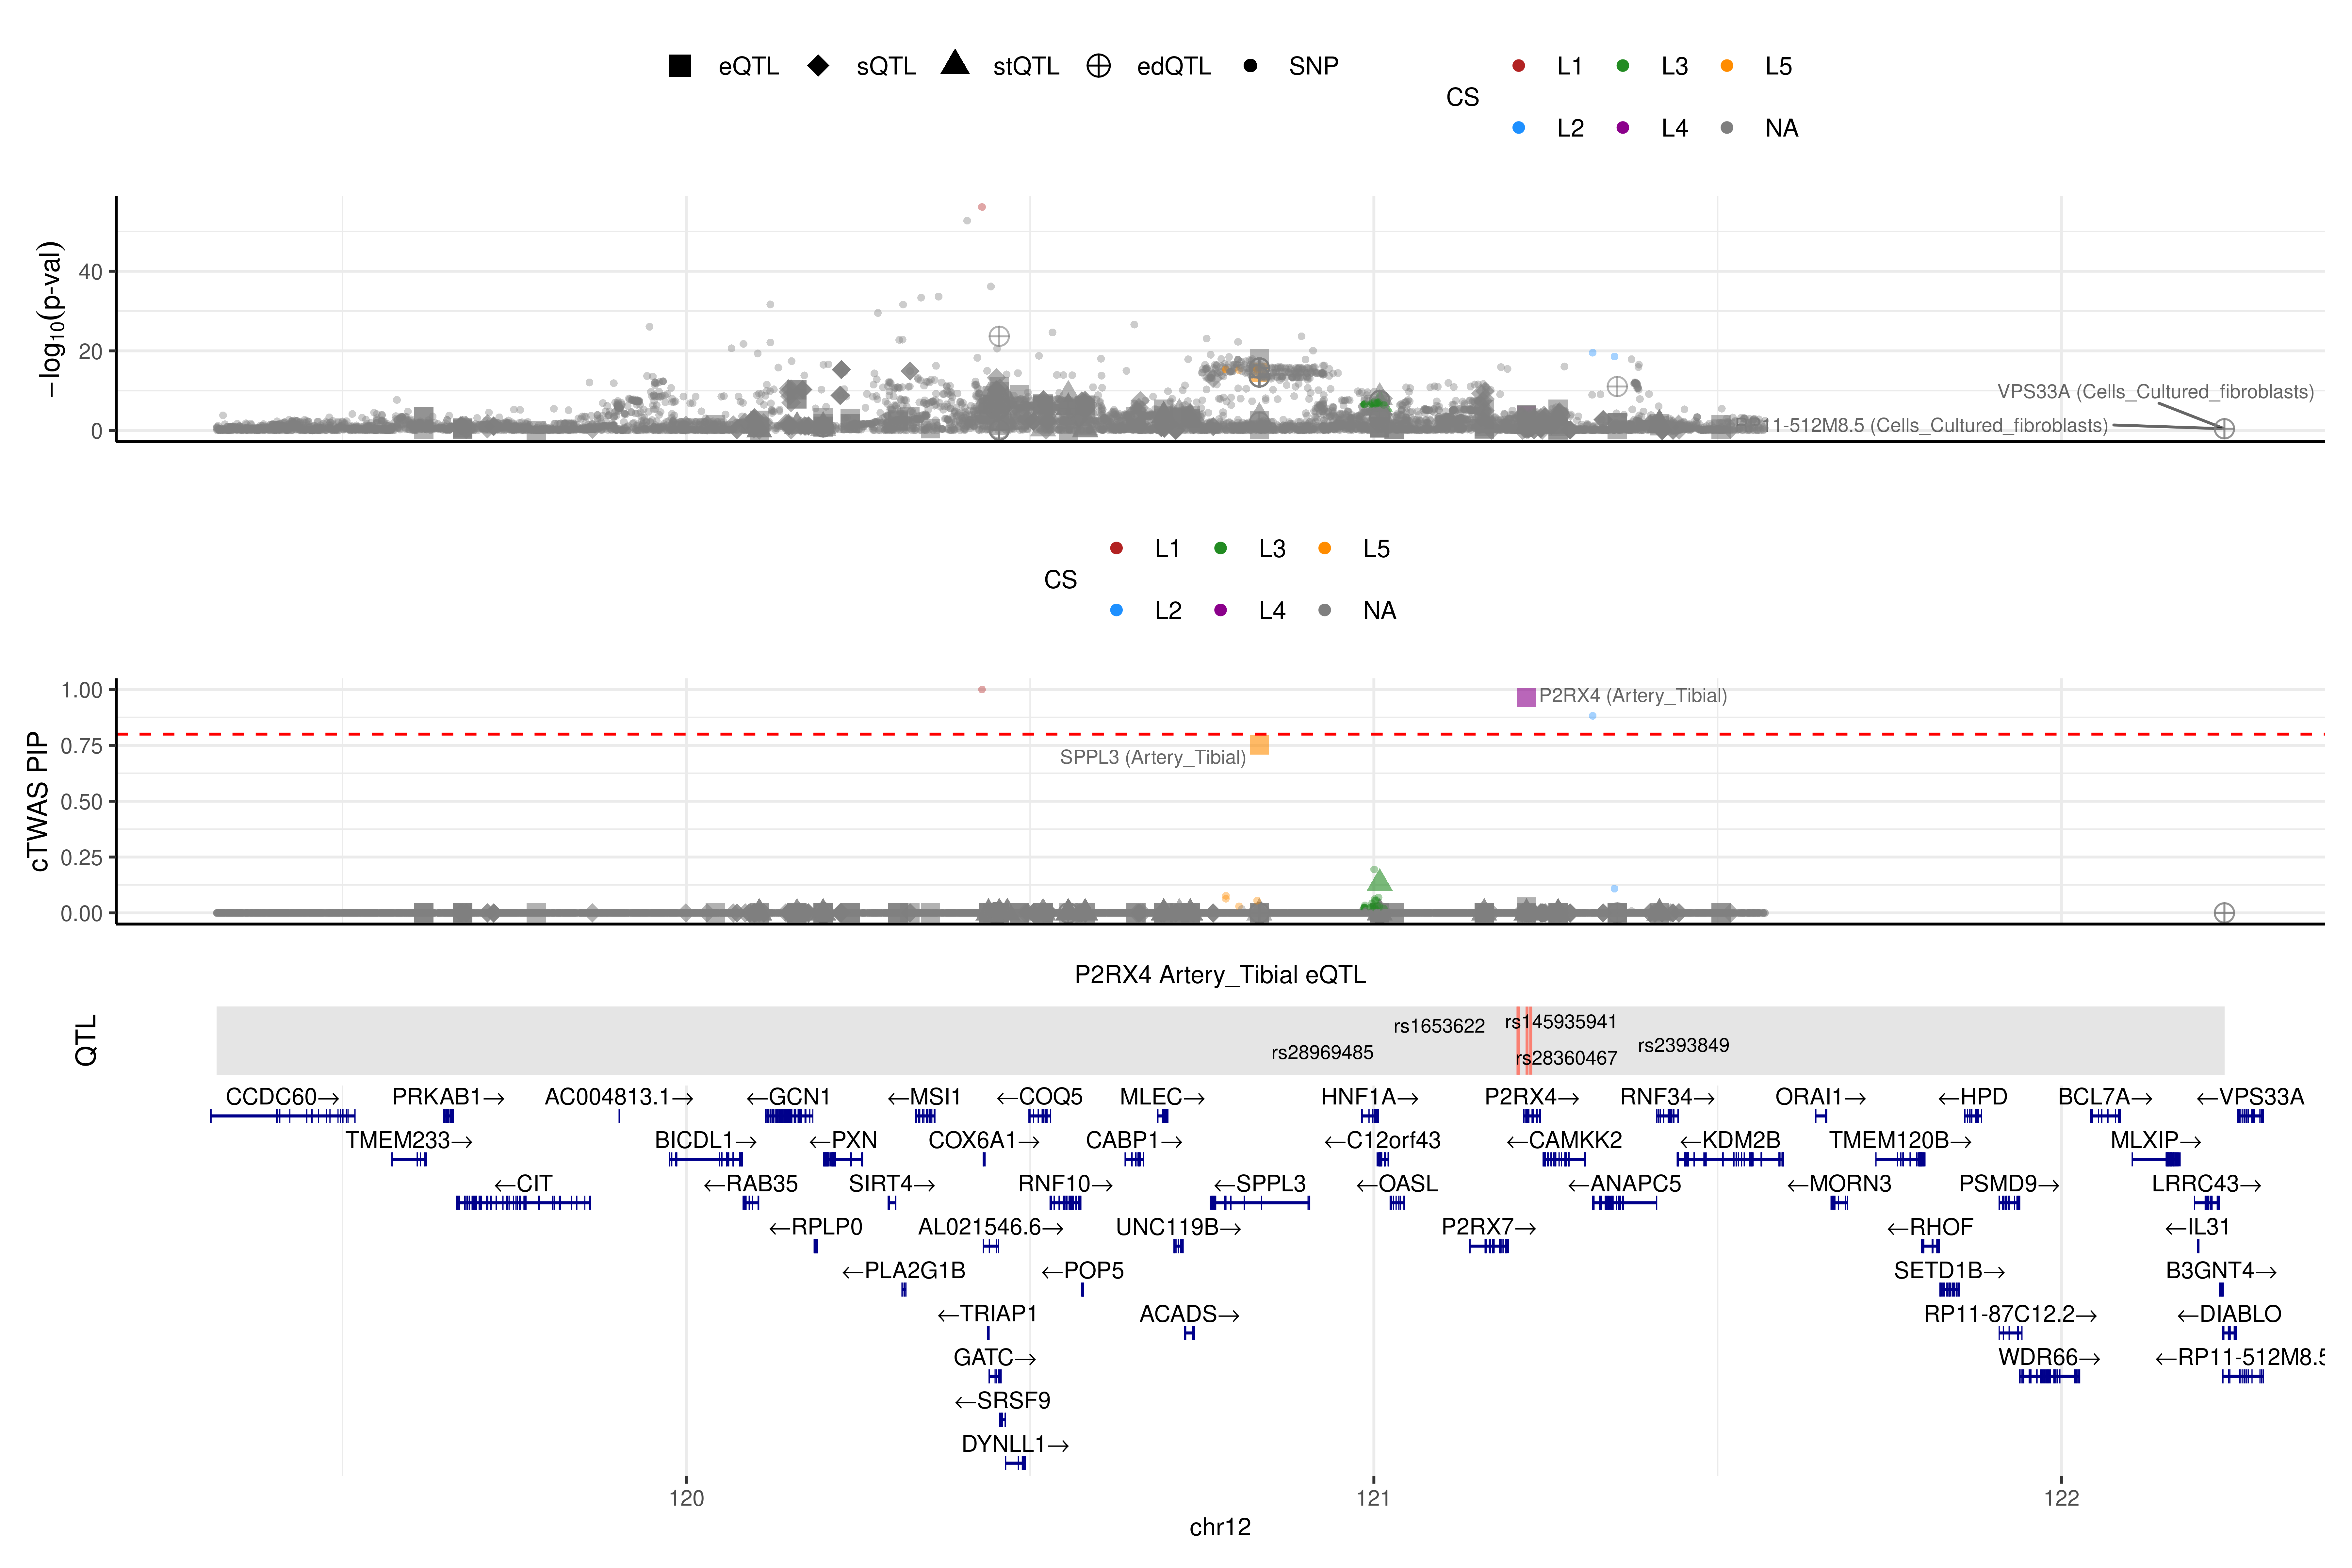 eQTL sQTL stQTL edQTL SNP
CS
L1 L3 L5
L2 L4 NA
−log10(p-val)
40
20
0
VPS33A (Cells_Cultured_fibroblasts)
11-512M8.5 (Cells_Cultured_fibroblasts)
CS
L1 L3 L5
L2 L4 NA
cTWAS PIP
1.00
0.75
0.50
0.25
0.00
P2RX4 (Artery_Tibial)
SPPL3 (Artery_Tibial)
P2RX4 Artery_Tibial eQTL
QTL
rs145935941
rs1653622
rs2393849
rs28969485
rs28360467
CCDC60→ PRKAB1→ AC004813.1→ ←GCN1 ←MSI1 ←COQ5 MLEC→ HNF1A→ P2RX4→ RNF34→ ORAI1→ ←HPD BCL7A→ ←VPS33A
TMEM233→ BICDL1→ ←PXN COX6A1→ CABP1→ ←C12orf43 ←CAMKK2 ←KDM2B TMEM120B→ MLXIP→
←CIT ←RAB35 SIRT4→ RNF10→ ←SPPL3 ←OASL ←ANAPC5 ←MORN3 PSMD9→ LRRC43→
←RPLP0 AL021546.6→ UNC119B→ P2RX7→ ←RHOF ←IL31
←PLA2G1B ←POP5 SETD1B→ B3GNT4→
←TRIAP1 ACADS→ RP11-87C12.2→ ←DIABLO
GATC→ WDR66→ ←RP11-512M8.5
←SRSF9
DYNLL1→
120 121 122
chr12